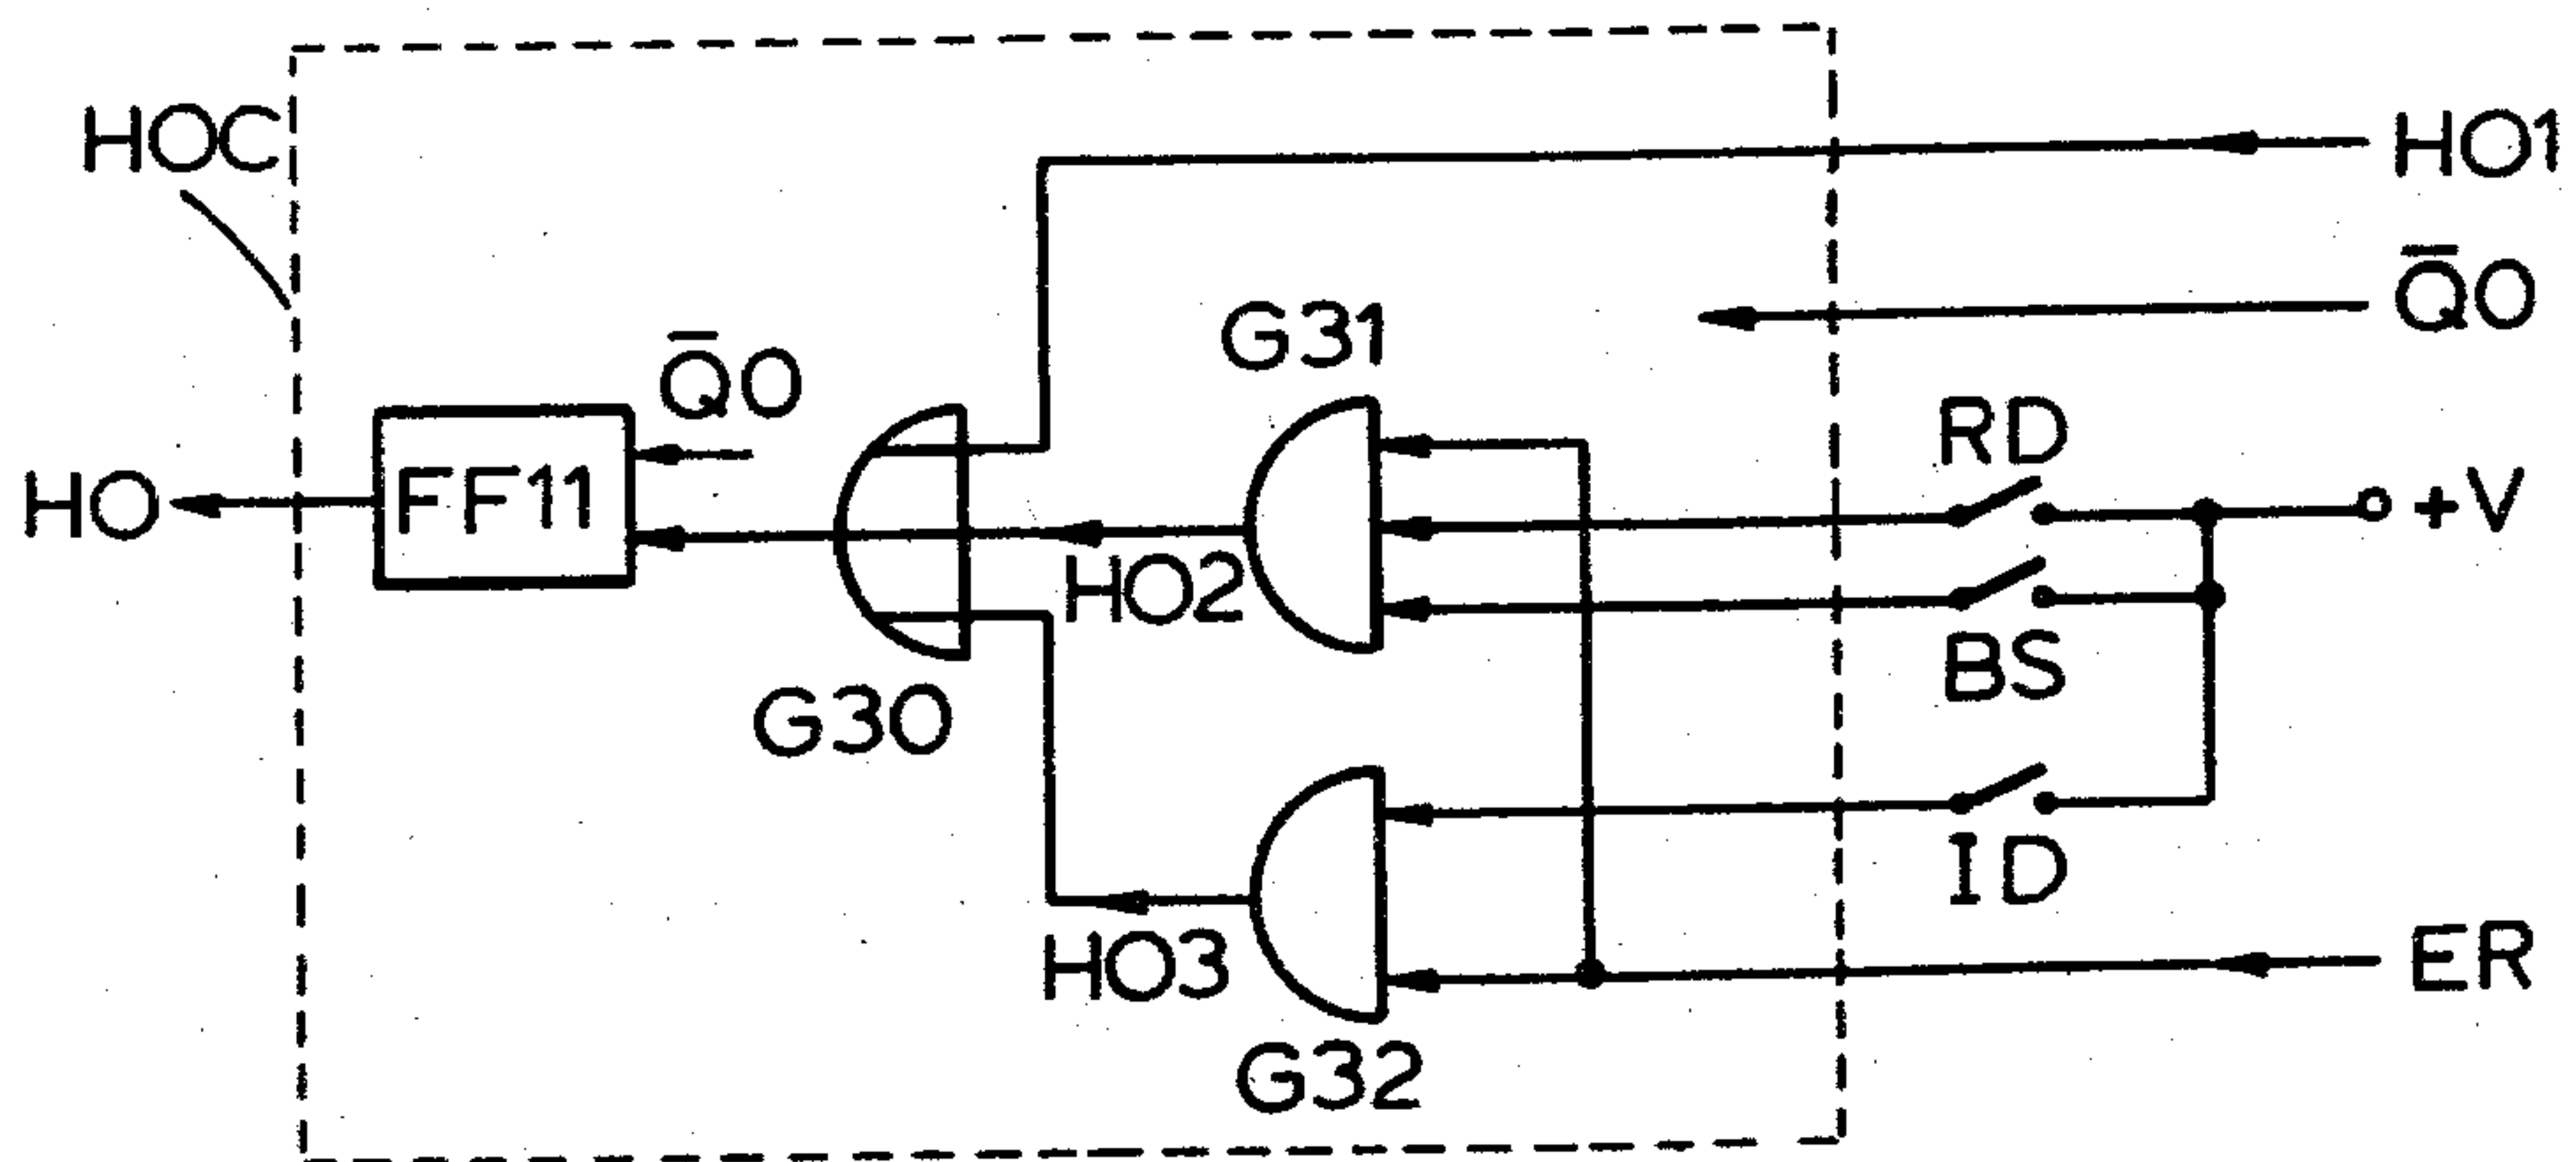 HOC
HO1
Q̅O
G31
Q̅O
RD
+V
HO
FF11
HO2
BS
G30
ID
HO3
ER
G32